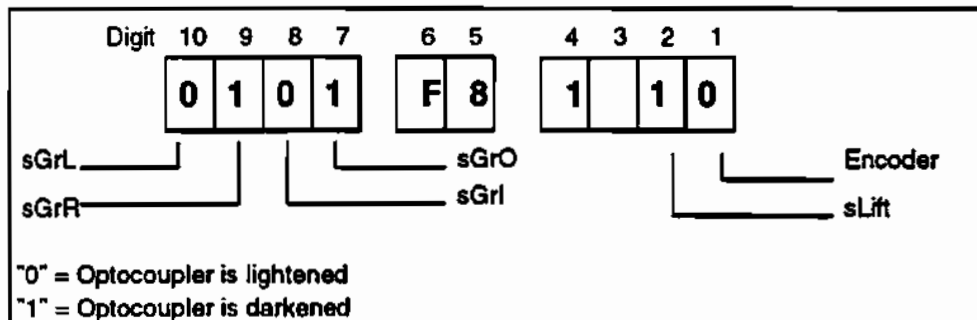 Digit 10 9 8 7 6 5 4 3 2 1
0 1 0 1 F 8 1 1 0
sGrL sGrO Encoder
sGrR sGrI sLift
"0" = Optocoupler is lightened
"1" = Optocoupler is darkened